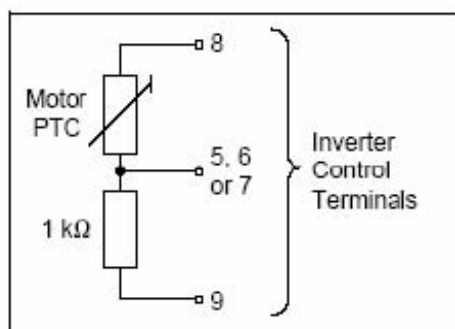 8
Motor
PTC
5, 6
or 7
Inverter
Control
Terminals
1 kΩ
9